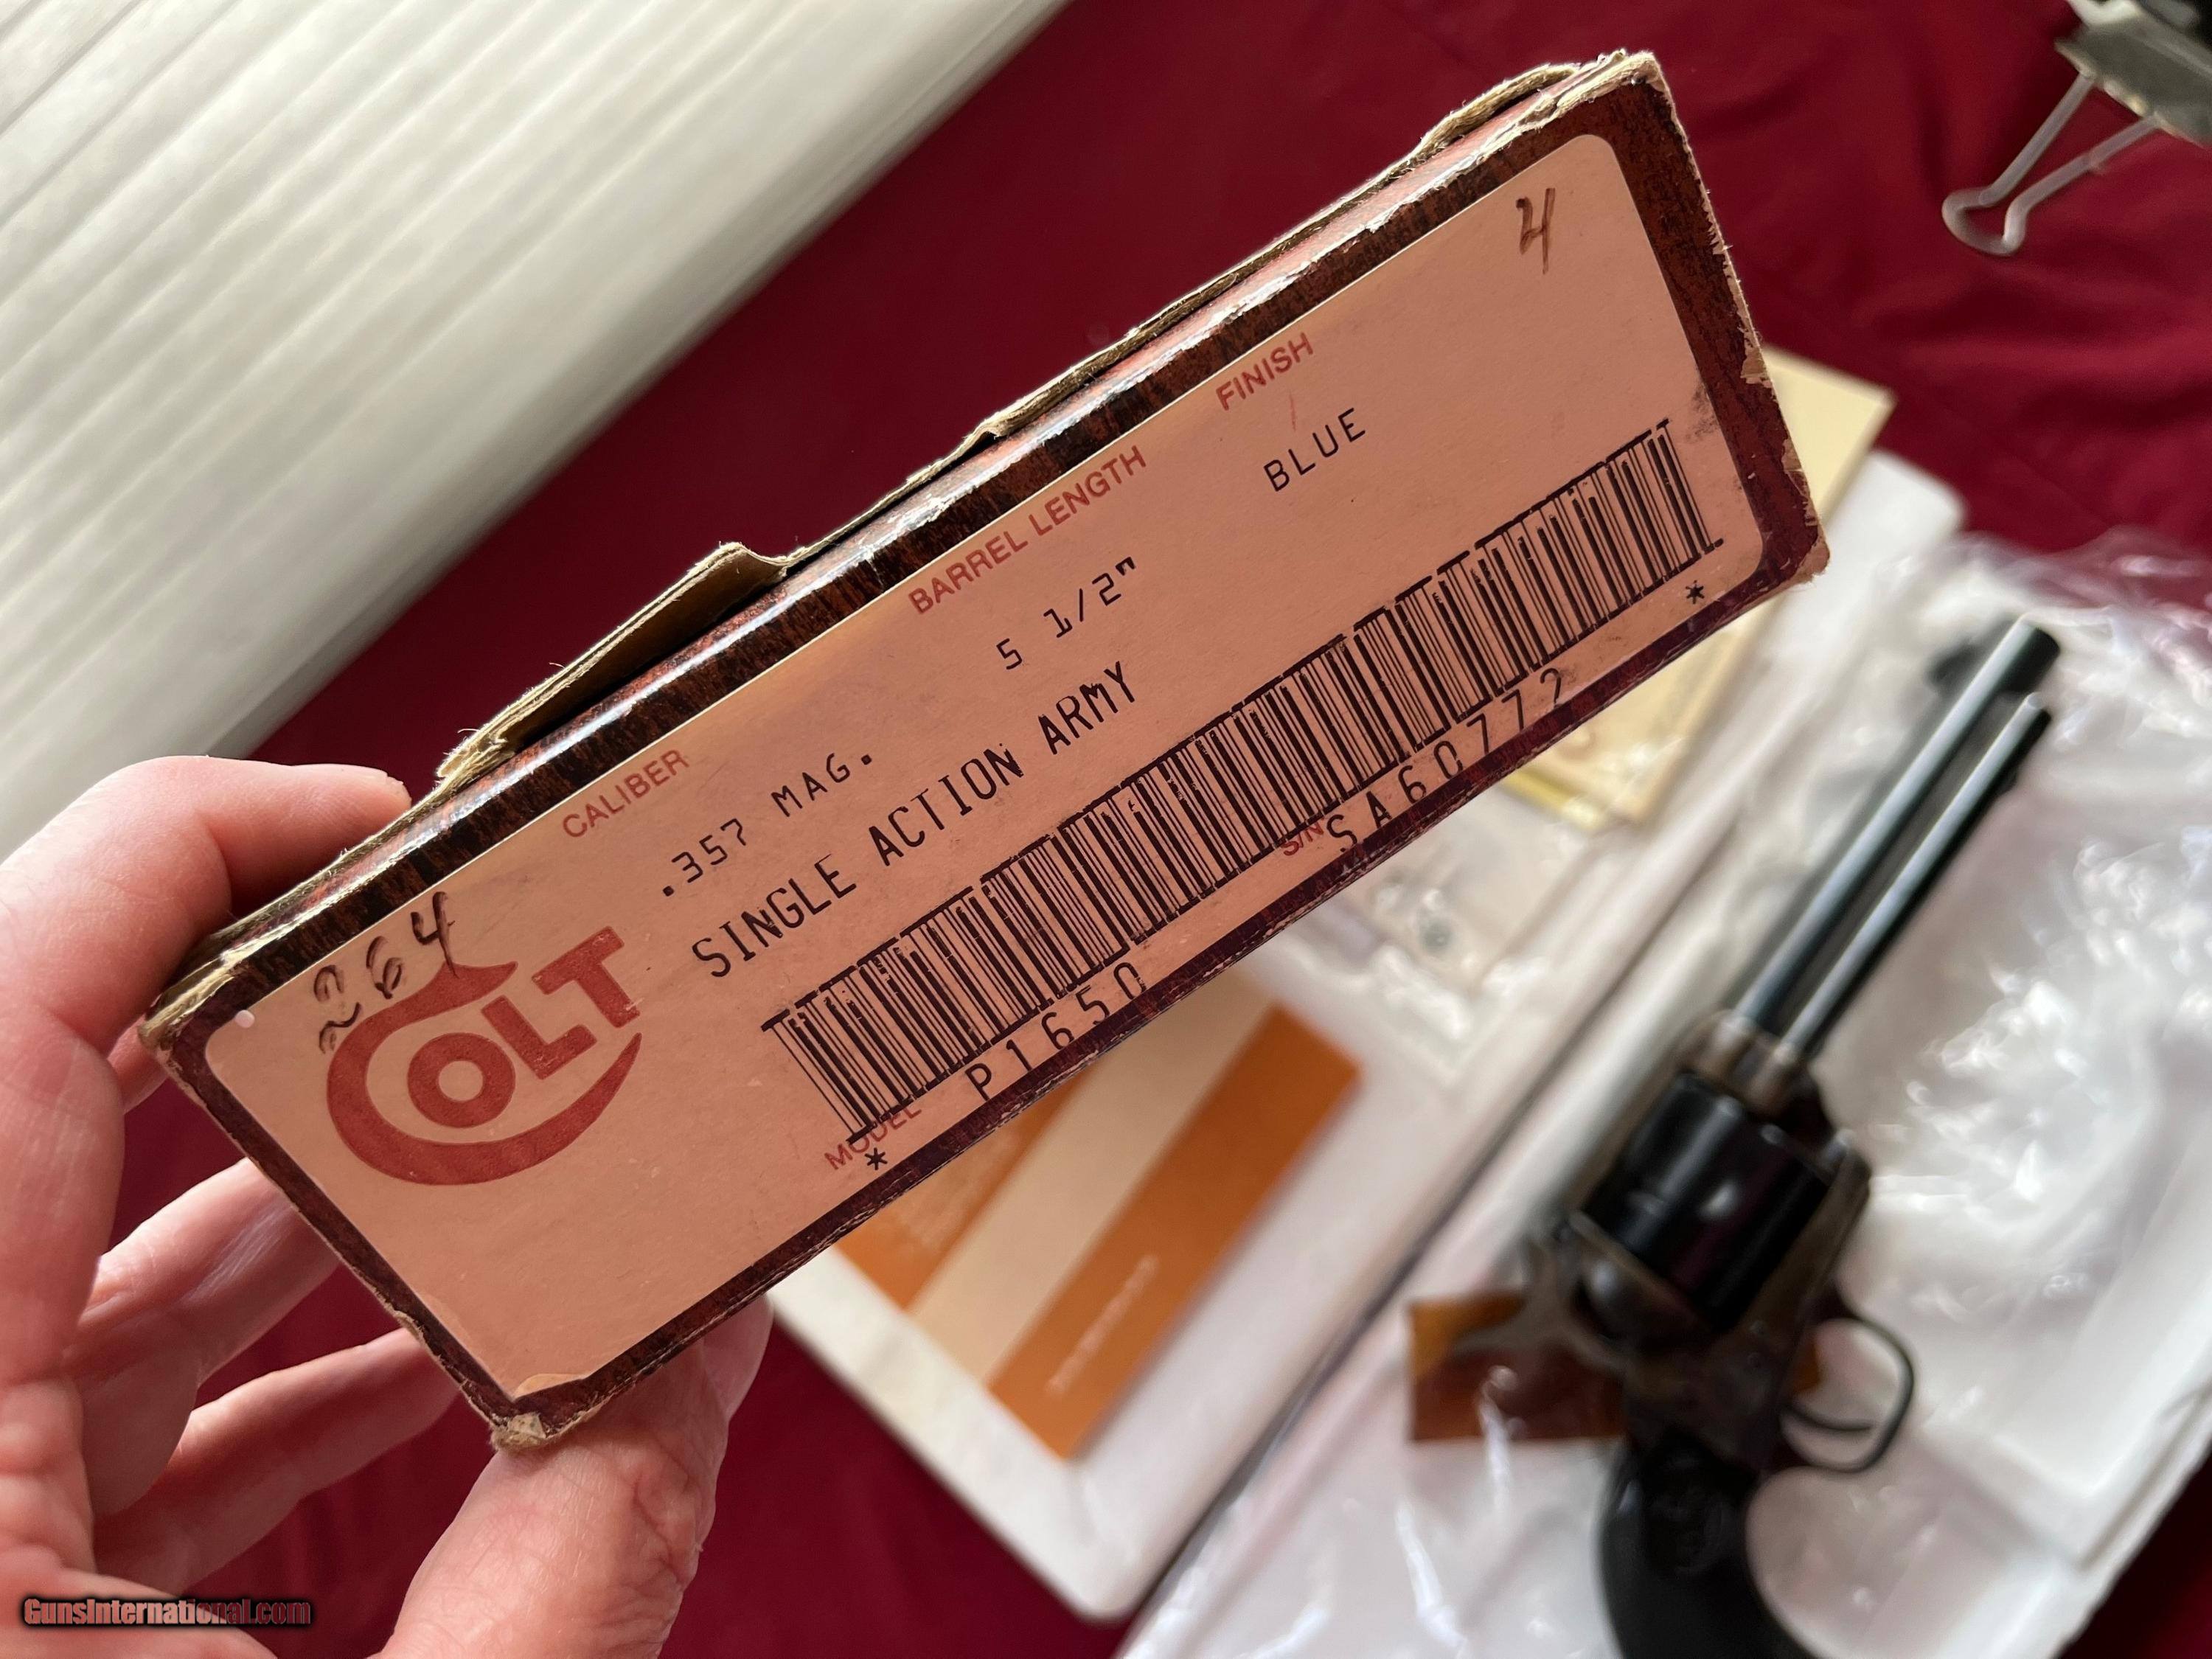 4
CALIBER BARREL LENGTH FINISH
.357 MAG. 5 1/2" BLUE
264
COLT
SINGLE ACTION ARMY
MODEL P1650 S/N SA60772
* *
GunsInternational.com